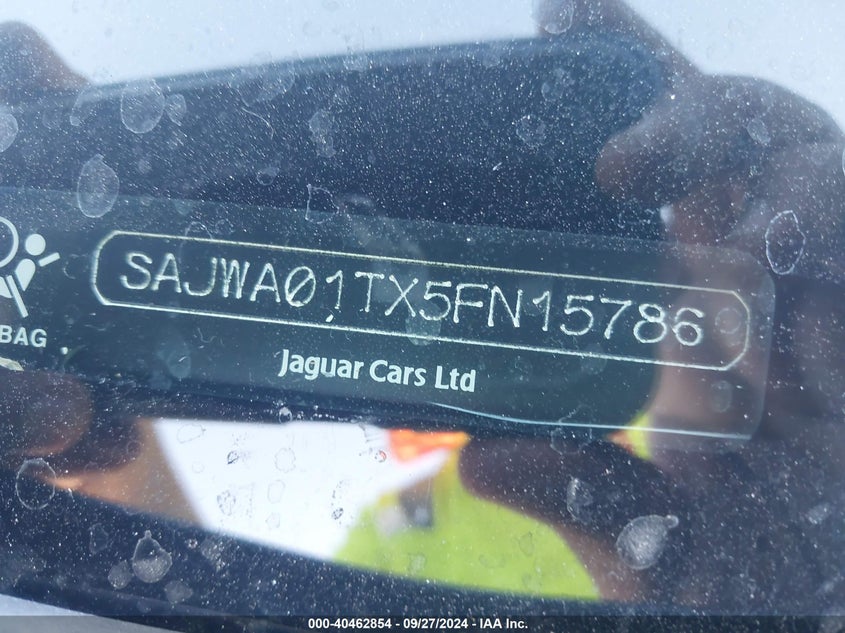 SAJWA01TX5FN15786
BAG
Jaguar Cars Ltd
000-40462854 / 09/27/2024 - IAA Inc.